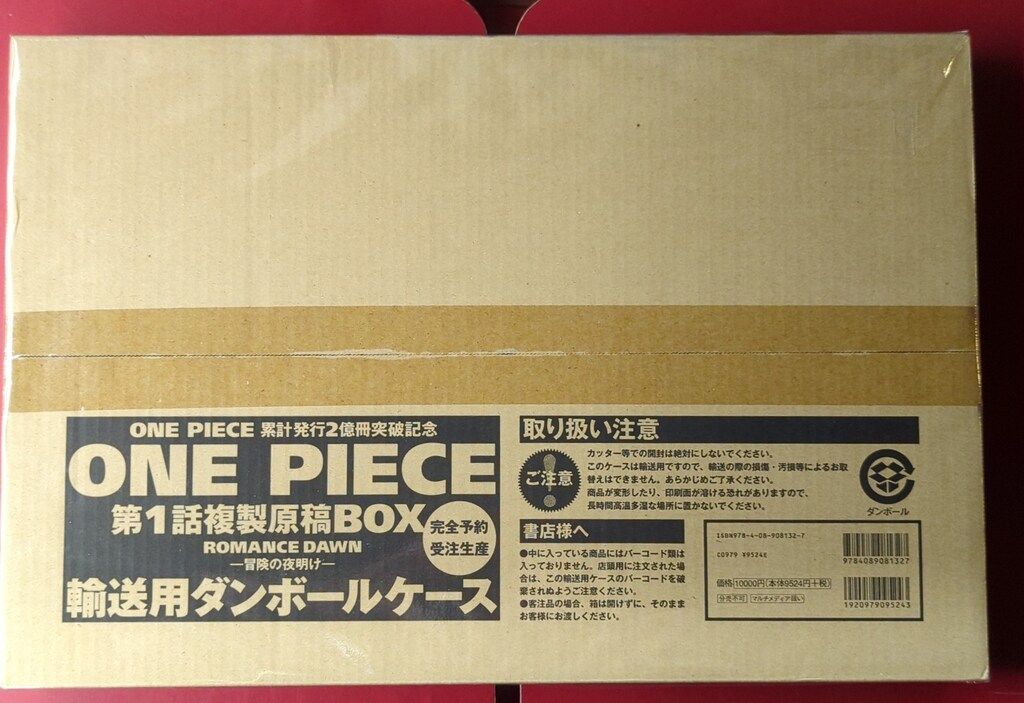 ONE PIECE 累計発行2億冊突破記念
ONE PIECE
第1話複製原稿BOX
完全予約
受注生産
ROMANCE DAWN
―冒険の夜明け―
輸送用ダンボールケース
取り扱い注意
ご注意
カッター等での開封は絶対にしないでください。
このケースは輸送用ですので、輸送の際の損傷・汚損等によるお取
替えはできません。あらかじめご了承ください。
商品が変形したり、印刷面が溶ける恐れがありますので、
長時間高温多湿な場所に置かないでください。
ダンボール
書店様へ
●中に入っている商品にはバーコード類は
入っておりません。店頭用に注文された場
合は、この輸送用ケースのバーコードを破
棄されぬようご注意ください。
●客注品の場合、箱は開けずに、そのまま
お客様にお渡しください。
ISBN978-4-08-908132-7
C0979 ¥9524E
価格10000円(本体9524円+税)
分売不可 マルチメディア扱い
9784089081327
1920979095243